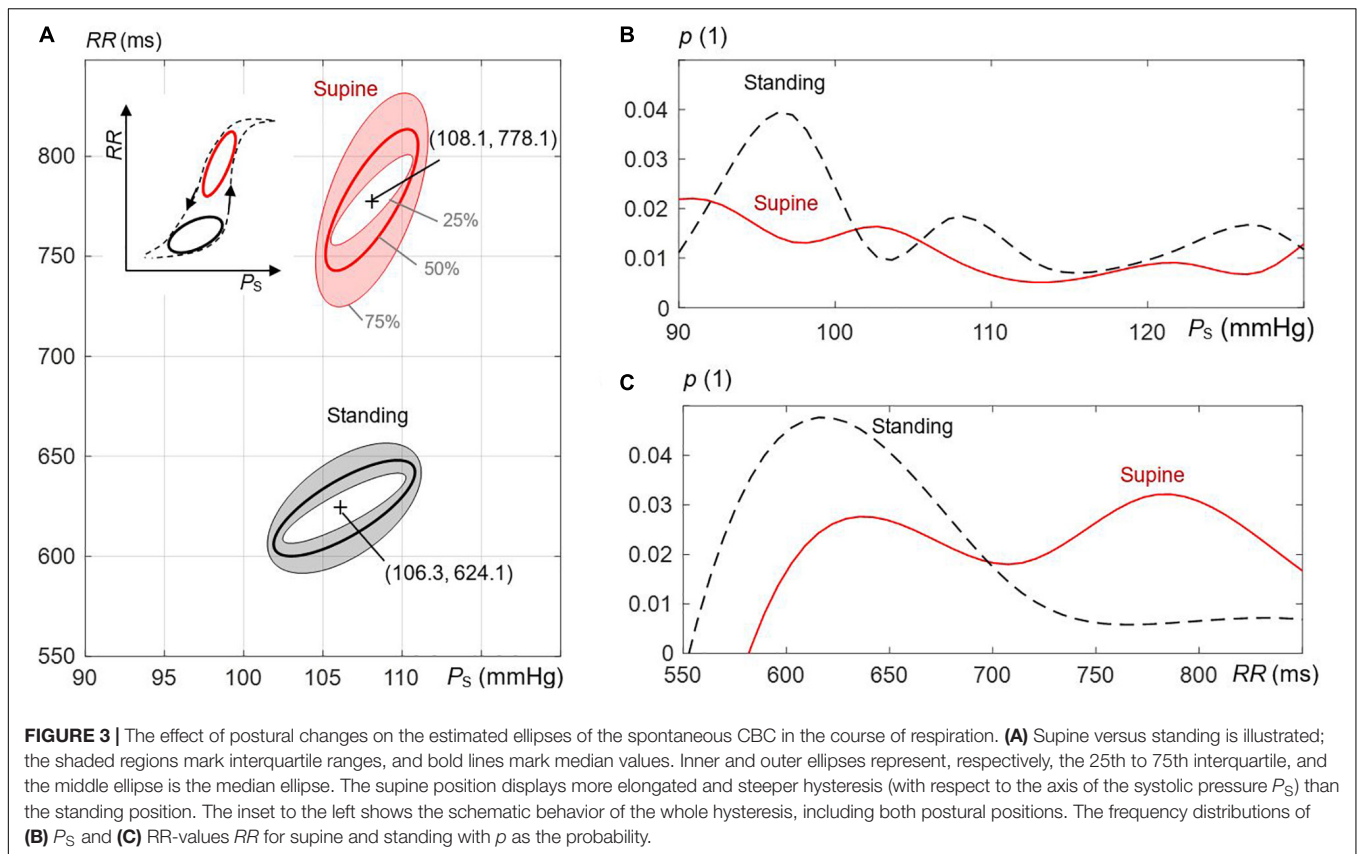 A
RR (ms)
Supine
(108.1, 778.1)
25%
50%
75%
RR
PS
800
750
700
650
600
550
Standing
(106.3, 624.1)
90 95 100 105 110 PS (mmHg)
B
p (1)
Standing
Supine
0.04
0.03
0.02
0.01
0
90 100 110 120 PS (mmHg)
C
p (1)
Standing
Supine
0.04
0.03
0.02
0.01
0
550 600 650 700 750 800 RR (ms)
FIGURE 3 | The effect of postural changes on the estimated ellipses of the spontaneous CBC in the course of respiration. (A) Supine versus standing is illustrated;
the shaded regions mark interquartile ranges, and bold lines mark median values. Inner and outer ellipses represent, respectively, the 25th to 75th interquartile, and
the middle ellipse is the median ellipse. The supine position displays more elongated and steeper hysteresis (with respect to the axis of the systolic pressure PS) than
the standing position. The inset to the left shows the schematic behavior of the whole hysteresis, including both postural positions. The frequency distributions of
(B) PS and (C) RR-values RR for supine and standing with p as the probability.